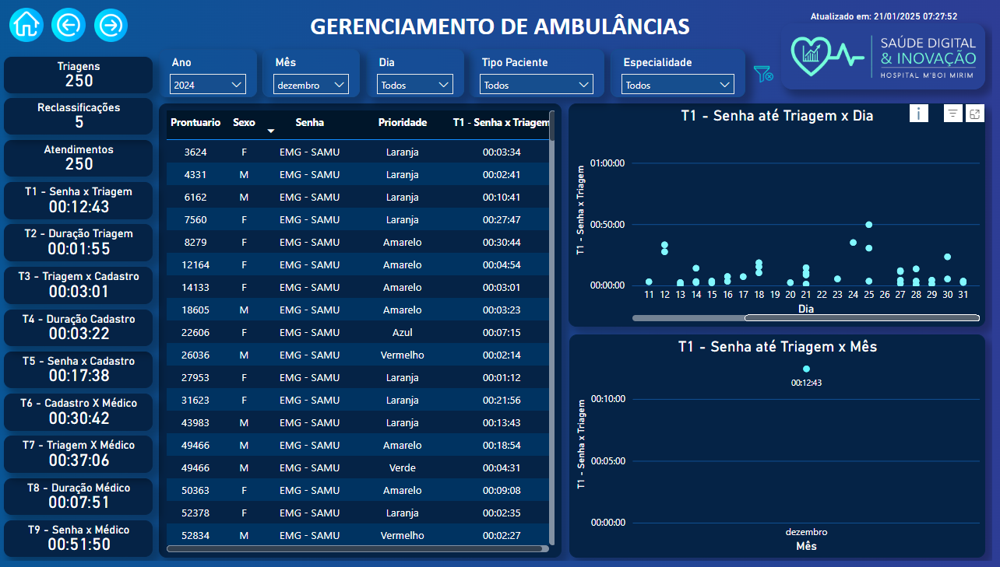 GERENCIAMENTO DE AMBULÂNCIAS
Atualizado em: 21/01/2025 07:27:52
SAÚDE DIGITAL
& INOVAÇÃO
HOSPITAL M'BOI MIRIM
Triagens
250
Reclassificações
5
Atendimentos
250
T1 - Senha x Triagem
00:12:43
T2 - Duração Triagem
00:01:55
T3 - Triagem x Cadastro
00:03:01
T4 - Duração Cadastro
00:03:22
T5 - Senha x Cadastro
00:17:38
T6 - Cadastro X Médico
00:30:42
T7 - Triagem X Médico
00:37:06
T8 - Duração Médico
00:07:51
T9 - Senha x Médico
00:51:50
Ano
2024
Mês
dezembro
Dia
Todos
Tipo Paciente
Todos
Especialidade
Todos
Prontuario Sexo Senha Prioridade T1 - Senha x Triagem
3624 F EMG - SAMU Laranja 00:03:34
4331 M EMG - SAMU Laranja 00:02:41
6162 M EMG - SAMU Laranja 00:10:41
7560 F EMG - SAMU Laranja 00:27:47
8279 F EMG - SAMU Amarelo 00:30:44
12164 F EMG - SAMU Amarelo 00:04:54
14133 F EMG - SAMU Amarelo 00:03:01
18605 M EMG - SAMU Amarelo 00:03:23
22606 F EMG - SAMU Azul 00:07:15
26036 M EMG - SAMU Vermelho 00:02:14
27953 F EMG - SAMU Laranja 00:01:12
31623 F EMG - SAMU Laranja 00:21:56
43983 M EMG - SAMU Laranja 00:13:43
49466 M EMG - SAMU Amarelo 00:18:54
49466 M EMG - SAMU Verde 00:04:31
50363 F EMG - SAMU Amarelo 00:09:08
52378 F EMG - SAMU Laranja 00:02:35
52834 M EMG - SAMU Vermelho 00:02:27
T1 - Senha até Triagem x Dia
i
T1 - Senha x Triagem
01:00:00
00:50:00
00:00:00
11 12 13 14 15 16 17 18 19 20 21 22 23 24 25 26 27 28 29 30 31
Dia
T1 - Senha até Triagem x Mês
00:12:43
T1 - Senha x Triagem
00:10:00
00:05:00
00:00:00
dezembro
Mês